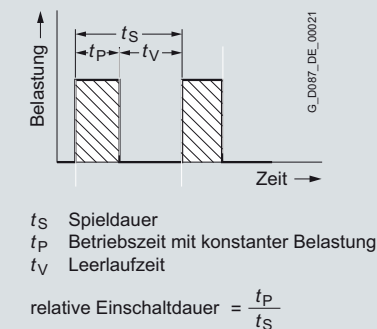 tS
tP tV
Belastung
G_D087_DE_00021
Zeit
tS Spieldauer
tP Betriebszeit mit konstanter Belastung
tV Leerlaufzeit
relative Einschaltdauer = tP
tS